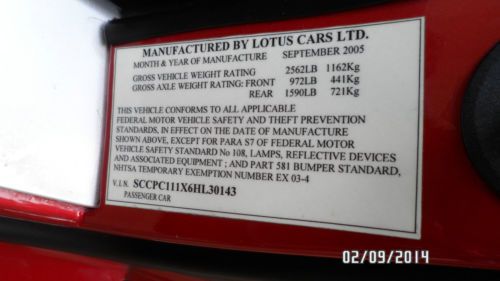 MANUFACTURED BY LOTUS CARS LTD.
MONTH & YEAR OF MANUFACTURE SEPTEMBER 2005
GROSS VEHICLE WEIGHT RATING 2562LB 1162Kg
GROSS AXLE WEIGHT RATING: FRONT 972LB 441Kg
REAR 1590LB 721Kg
THIS VEHICLE CONFORMS TO ALL APPLICABLE
FEDERAL MOTOR VEHICLE SAFETY AND THEFT PREVENTION
STANDARDS, IN EFFECT ON THE DATE OF MANUFACTURE
SHOWN ABOVE, EXCEPT FOR PARA S7 OF FEDERAL MOTOR
VEHICLE SAFETY STANDARD No 108, LAMPS, REFLECTIVE DEVICES
AND ASSOCIATED EQUIPMENT ; AND PART 581 BUMPER STANDARD,
NHTSA TEMPORARY EXEMPTION NUMBER EX 03-4
V.I.N. SCCPC111X6HL30143
PASSENGER CAR
02/09/2014